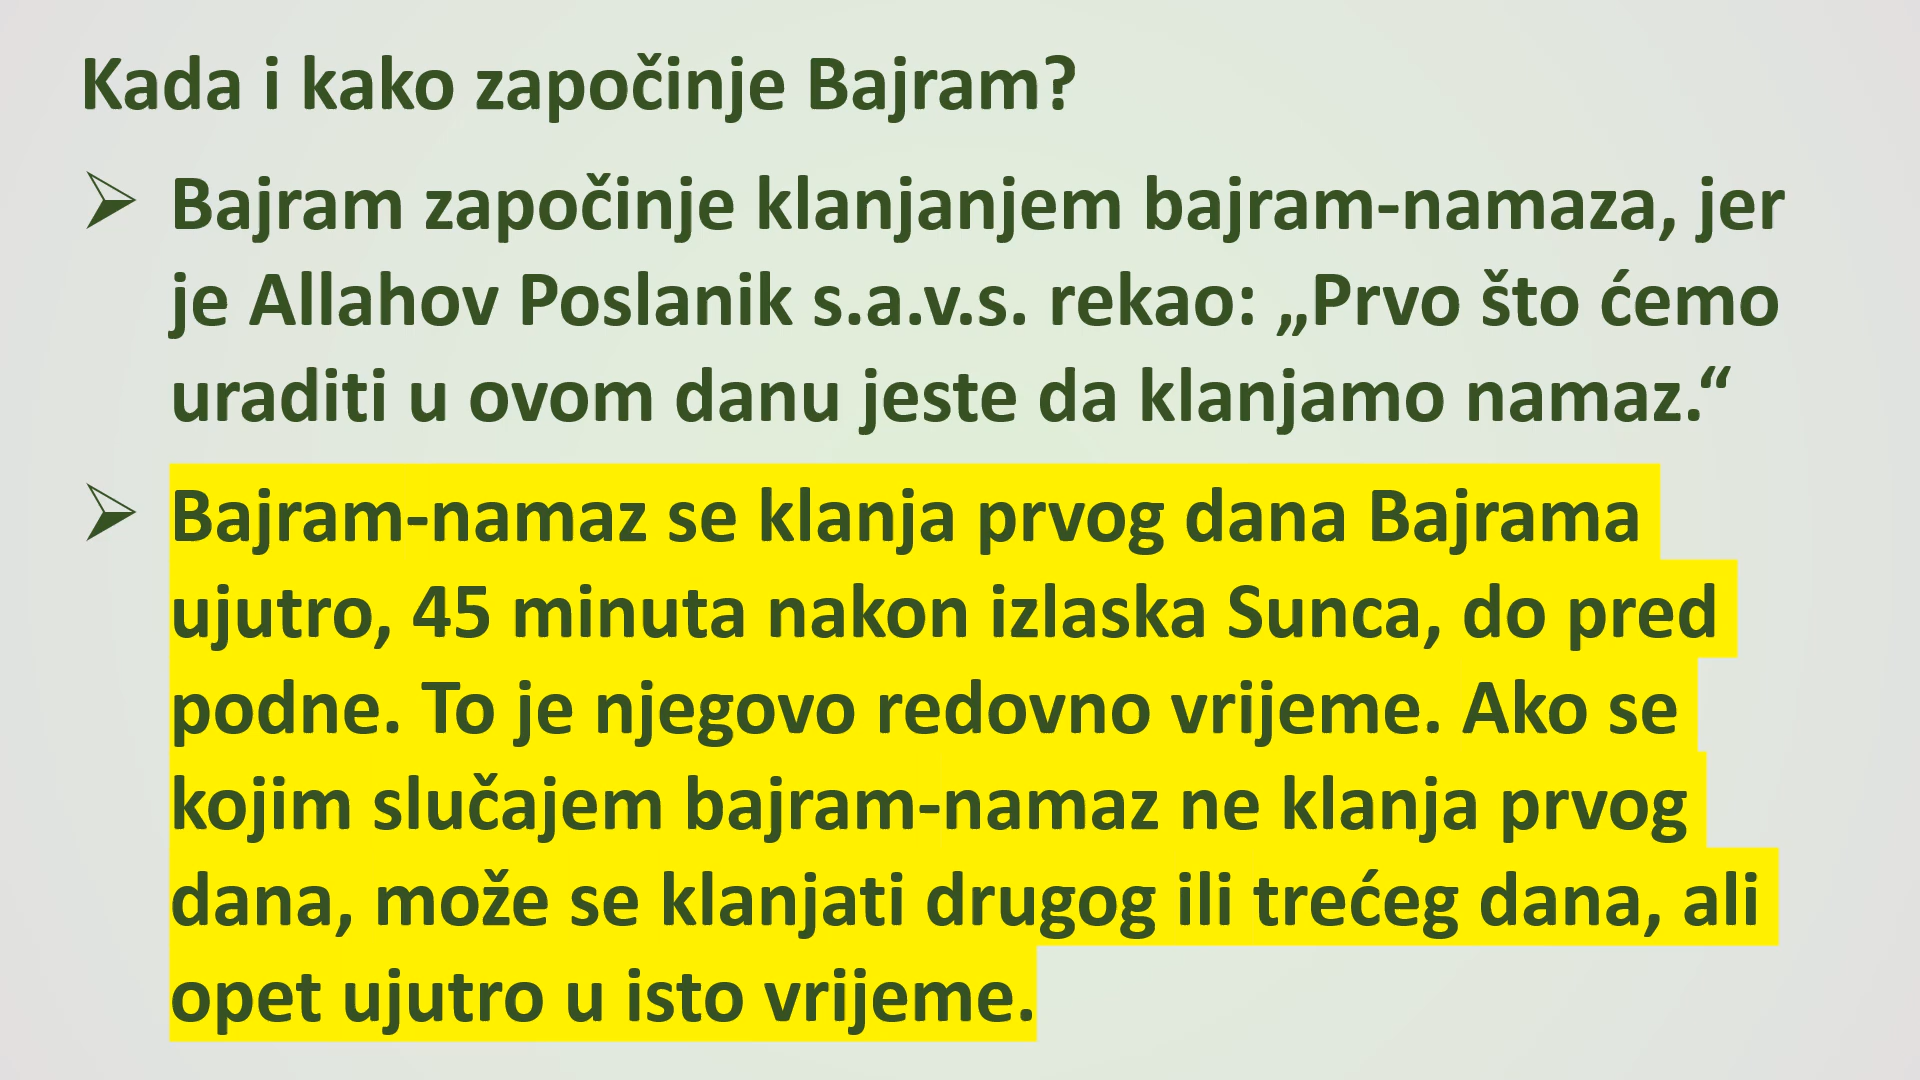 Kada i kako započinje Bajram?
Bajram započinje klanjanjem bajram-namaza, jer
je Allahov Poslanik s.a.v.s. rekao: „Prvo što ćemo
uraditi u ovom danu jeste da klanjamo namaz.“
Bajram-namaz se klanja prvog dana Bajrama
ujutro, 45 minuta nakon izlaska Sunca, do pred
podne. To je njegovo redovno vrijeme. Ako se
kojim slučajem bajram-namaz ne klanja prvog
dana, može se klanjati drugog ili trećeg dana, ali
opet ujutro u isto vrijeme.